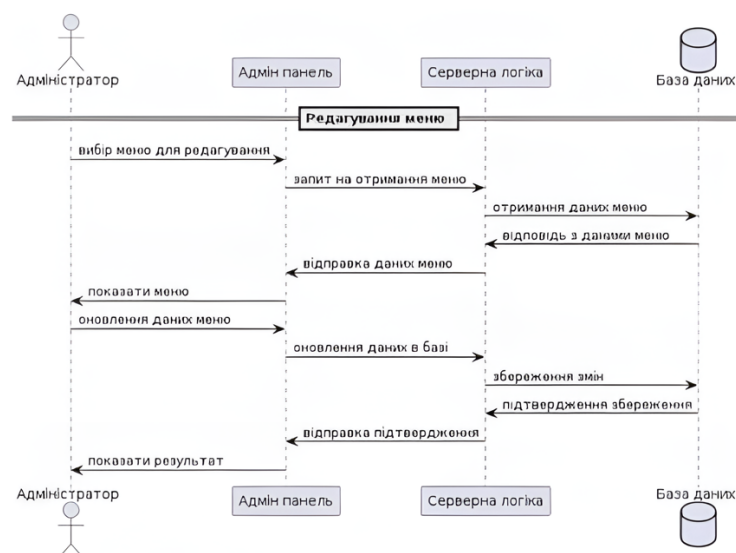 Адміністратор
Адмін панель
Серверна логіка
База даних
Редагування меню
вибір меню для редагування
запит на отримання меню
отримання даних меню
відповідь з даними меню
відправка даних меню
показати меню
оновлення даних меню
оновлення даних в базі
збереження змін
підтвердження збереження
відправка підтвердження
показати результат
Адміністратор
Адмін панель
Серверна логіка
База даних